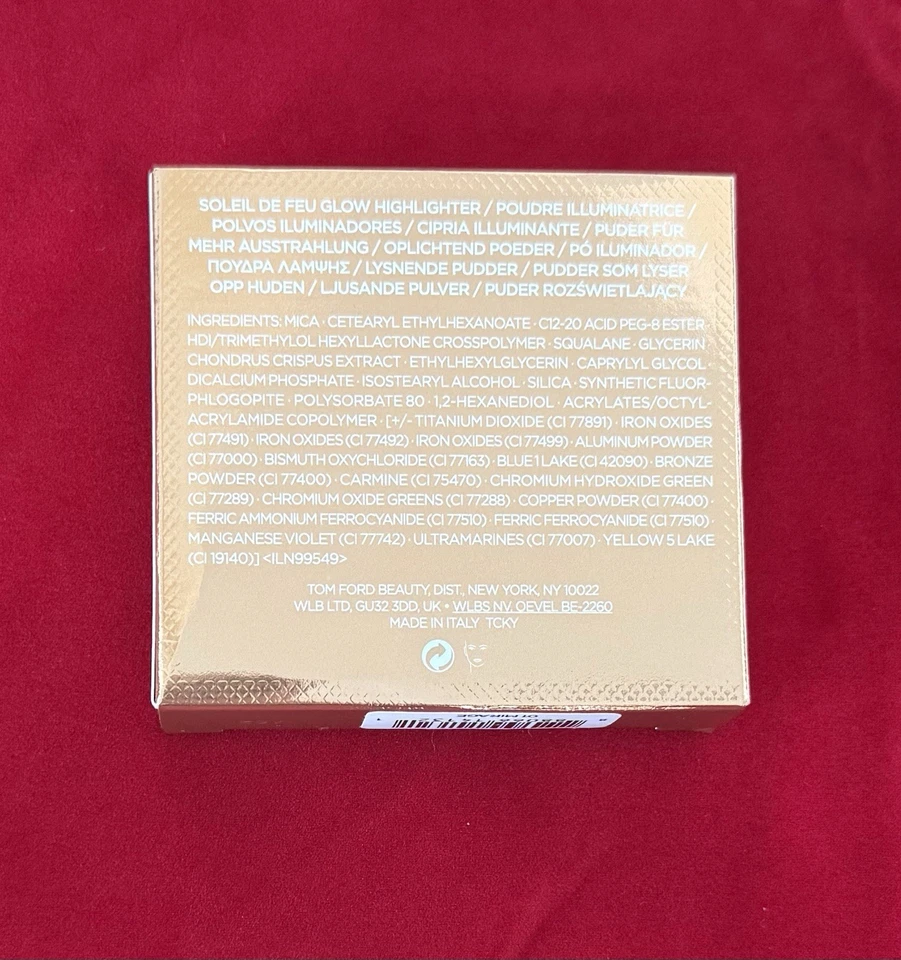 SOLEIL DE FEU GLOW HIGHLIGHTER / POUDRE ILLUMINATRICE /
POLVOS ILUMINADORES / CIPRIA ILLUMINANTE / PUDER FÜR
MEHR AUSSTRAHLUNG / OPLICHTEND POEDER / PÓ ILUMINADOR /
ΠΟΥΔΡΑ ΛΑΜΨΗΣ / LYSNENDE PUDDER / PUDDER SOM LYSER
OPP HUDEN / LJUSANDE PULVER / PUDER ROZŚWIETLAJĄCY
INGREDIENTS: MICA · CETEARYL ETHYLHEXANOATE · C12-20 ACID PEG-8 ESTER ·
HDI/TRIMETHYLOL HEXYLLACTONE CROSSPOLYMER · SQUALANE · GLYCERIN
CHONDRUS CRISPUS EXTRACT · ETHYLHEXYLGLYCERIN · CAPRYLYL GLYCOL
DICALCIUM PHOSPHATE · ISOSTEARYL ALCOHOL · SILICA · SYNTHETIC FLUOR-
PHLOGOPITE · POLYSORBATE 80 · 1,2-HEXANEDIOL · ACRYLATES/OCTYL-
ACRYLAMIDE COPOLYMER · [+/- TITANIUM DIOXIDE (CI 77891) · IRON OXIDES
(CI 77491) · IRON OXIDES (CI 77492) · IRON OXIDES (CI 77499) · ALUMINUM POWDER
(CI 77000) · BISMUTH OXYCHLORIDE (CI 77163) · BLUE 1 LAKE (CI 42090) · BRONZE
POWDER (CI 77400) · CARMINE (CI 75470) · CHROMIUM HYDROXIDE GREEN
(CI 77289) · CHROMIUM OXIDE GREENS (CI 77288) · COPPER POWDER (CI 77400) ·
FERRIC AMMONIUM FERROCYANIDE (CI 77510) · FERRIC FERROCYANIDE (CI 77510) ·
MANGANESE VIOLET (CI 77742) · ULTRAMARINES (CI 77007) · YELLOW 5 LAKE
(CI 19140)] <ILN99549>
TOM FORD BEAUTY, DIST., NEW YORK, NY 10022
WLB LTD, GU32 3DD, UK • WLBS NV. OEVEL BE-2260
MADE IN ITALY TCKY
01 MIRAGE